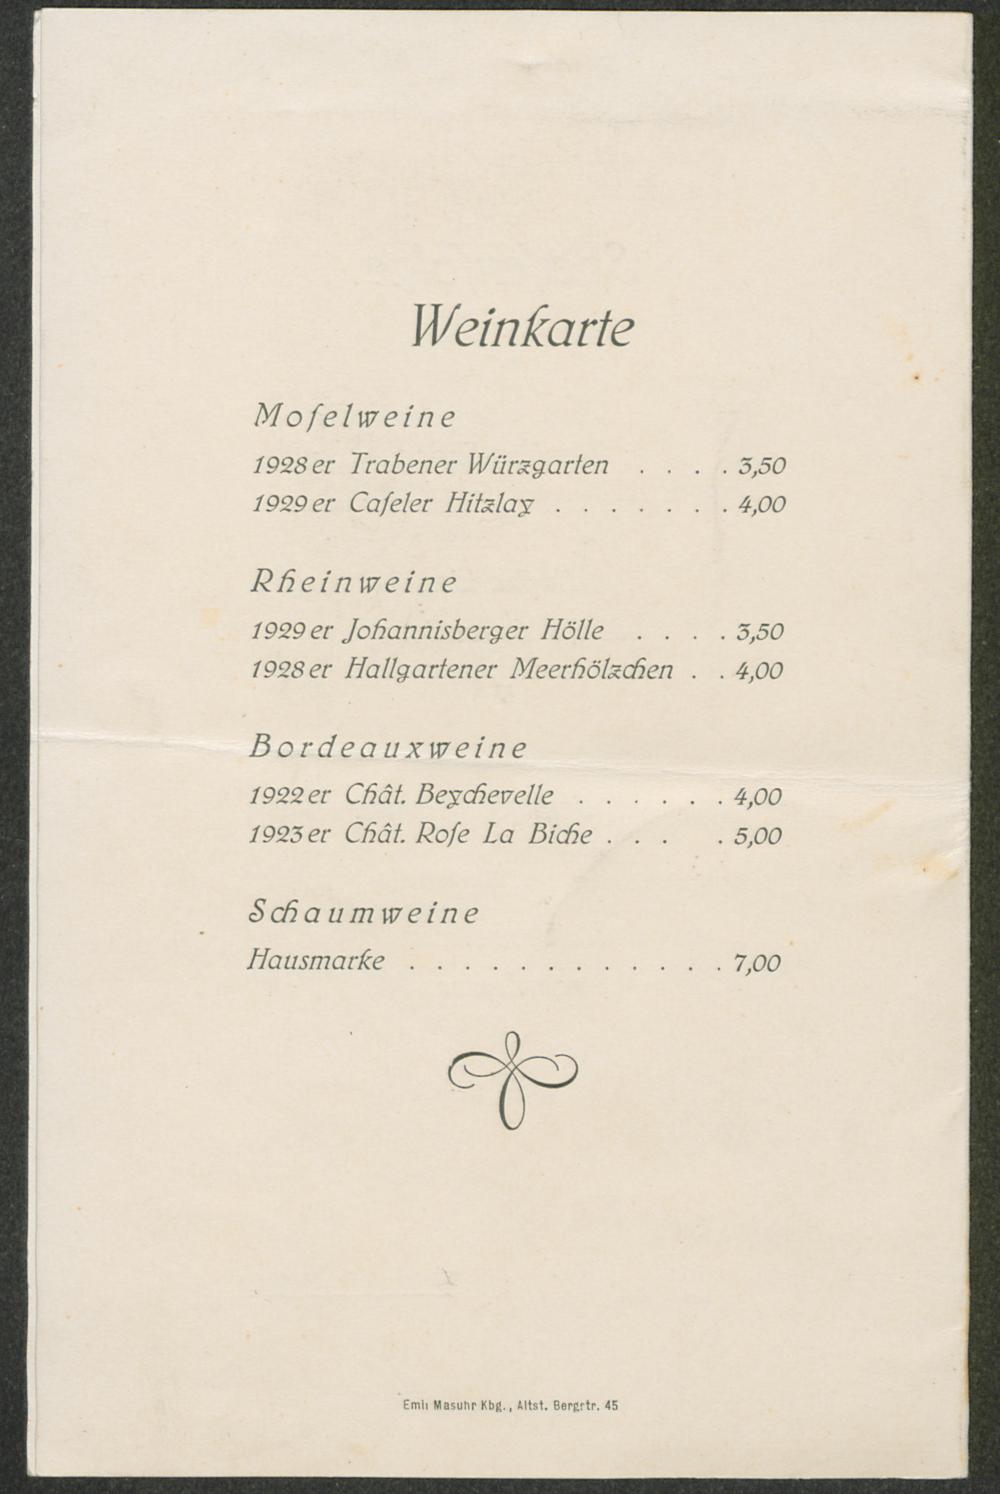 Weinkarte
Moſelweine
1928er Trabener Würzgarten . . . . 3,50
1929er Caſeler Hitzlay . . . . . . . 4,00
Rheinweine
1929er Johannisberger Hölle . . . . 3,50
1928er Hallgartener Meerhölzchen . . 4,00
Bordeauxweine
1922er Chât. Beychevelle . . . . . . 4,00
1923er Chât. Roſe La Biche . . . . 5,00
Schaumweine
Hausmarke . . . . . . . . . . . . 7,00
Emil Masuhr Kbg., Altst. Bergrtr. 45